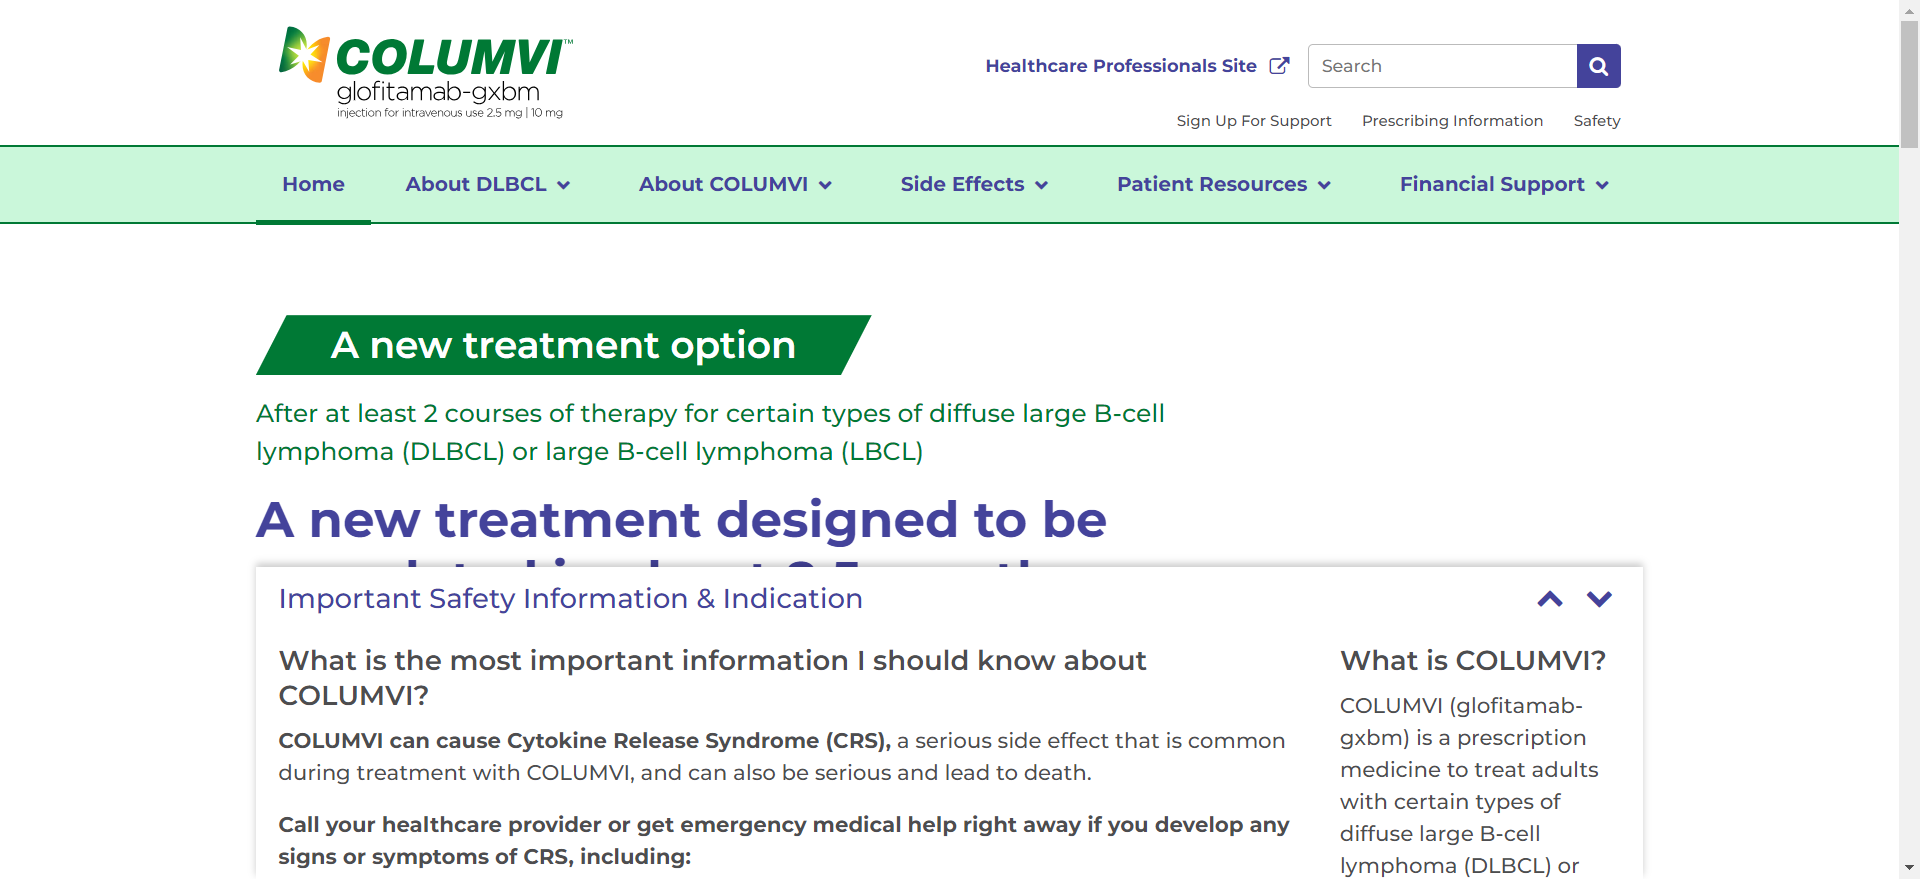 COLUMVI™
glofitamab-gxbm
injection for intravenous use 2.5 mg | 10 mg
Healthcare Professionals Site
Search
Sign Up For Support Prescribing Information Safety
Home About DLBCL About COLUMVI Side Effects Patient Resources Financial Support
A new treatment option
After at least 2 courses of therapy for certain types of diffuse large B-cell
lymphoma (DLBCL) or large B-cell lymphoma (LBCL)
A new treatment designed to be
Important Safety Information & Indication
What is the most important information I should know about
COLUMVI?
COLUMVI can cause Cytokine Release Syndrome (CRS), a serious side effect that is common
during treatment with COLUMVI, and can also be serious and lead to death.
Call your healthcare provider or get emergency medical help right away if you develop any
signs or symptoms of CRS, including:
What is COLUMVI?
COLUMVI (glofitamab-
gxbm) is a prescription
medicine to treat adults
with certain types of
diffuse large B-cell
lymphoma (DLBCL) or